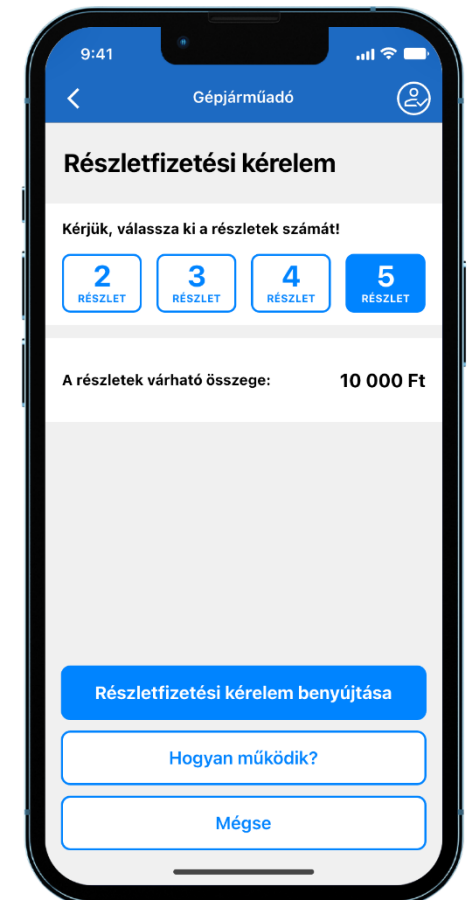 9:41
Gépjárműadó
Részletfizetési kérelem
Kérjük, válassza ki a részletek számát!
2 3 4 5
RÉSZLET RÉSZLET RÉSZLET RÉSZLET
A részletek várható összege: 10 000 Ft
Részletfizetési kérelem benyújtása
Hogyan működik?
Mégse